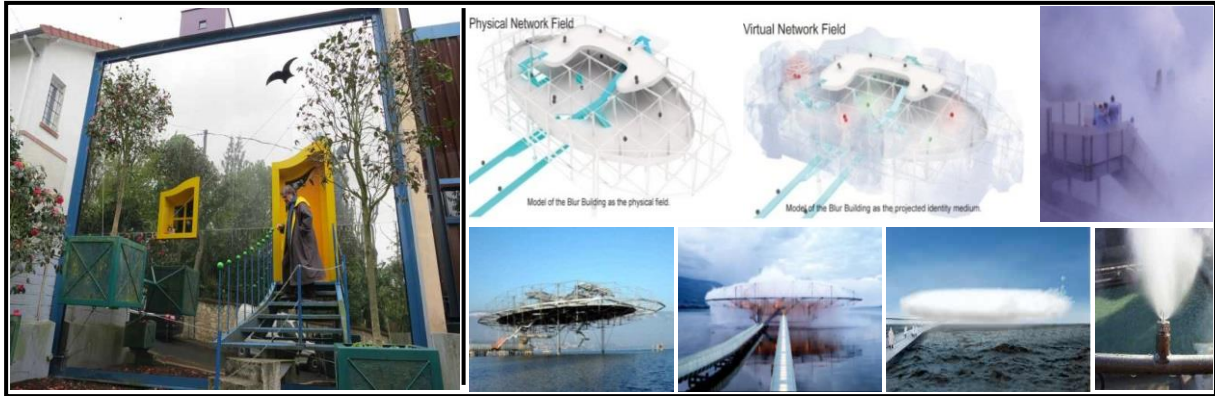 Physical Network Field
Virtual Network Field
Model of the Blur Building as the physical field.
Model of the Blur Building as the projected identity medium.